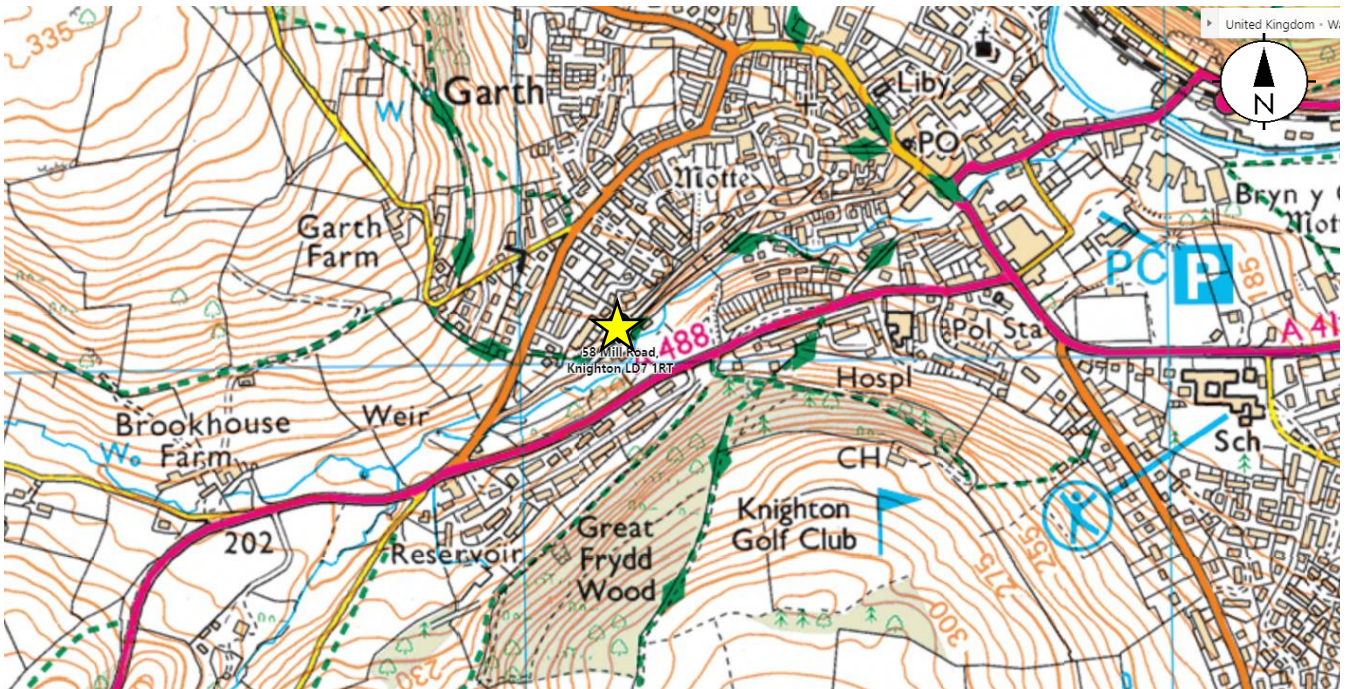 335
United Kingdom • Wa
N
Garth
W
Liby
PO
Motte
Garth
Farm
Bryn y
Mot
PC P
185
A 488
Pol Sta
A 41
58 Mill Road,
Knighton LD7 1RT
Hospl
Brookhouse
Farm
Weir
W
Sch
CH
Knighton
Golf Club
Great
Frydd
Wood
202
Reservoir
255
275
300
230